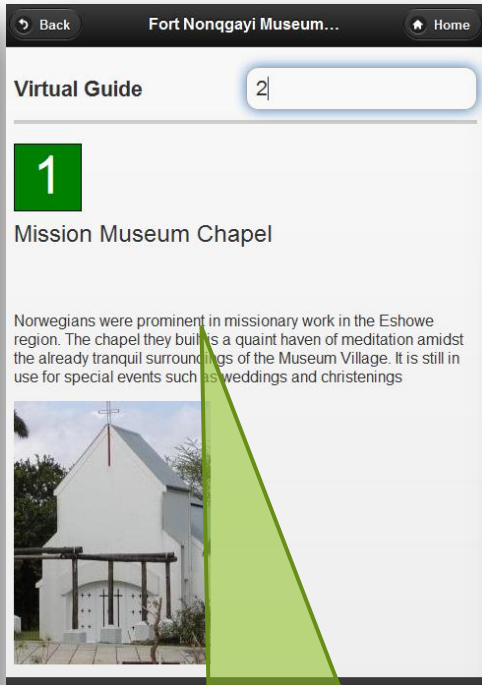 Back Fort Nonqgayi Museum... Home
Virtual Guide 2
1
Mission Museum Chapel
Norwegians were prominent in missionary work in the Eshowe
region. The chapel they built is a quaint haven of meditation amidst
the already tranquil surroundings of the Museum Village. It is still in
use for special events such as weddings and christenings